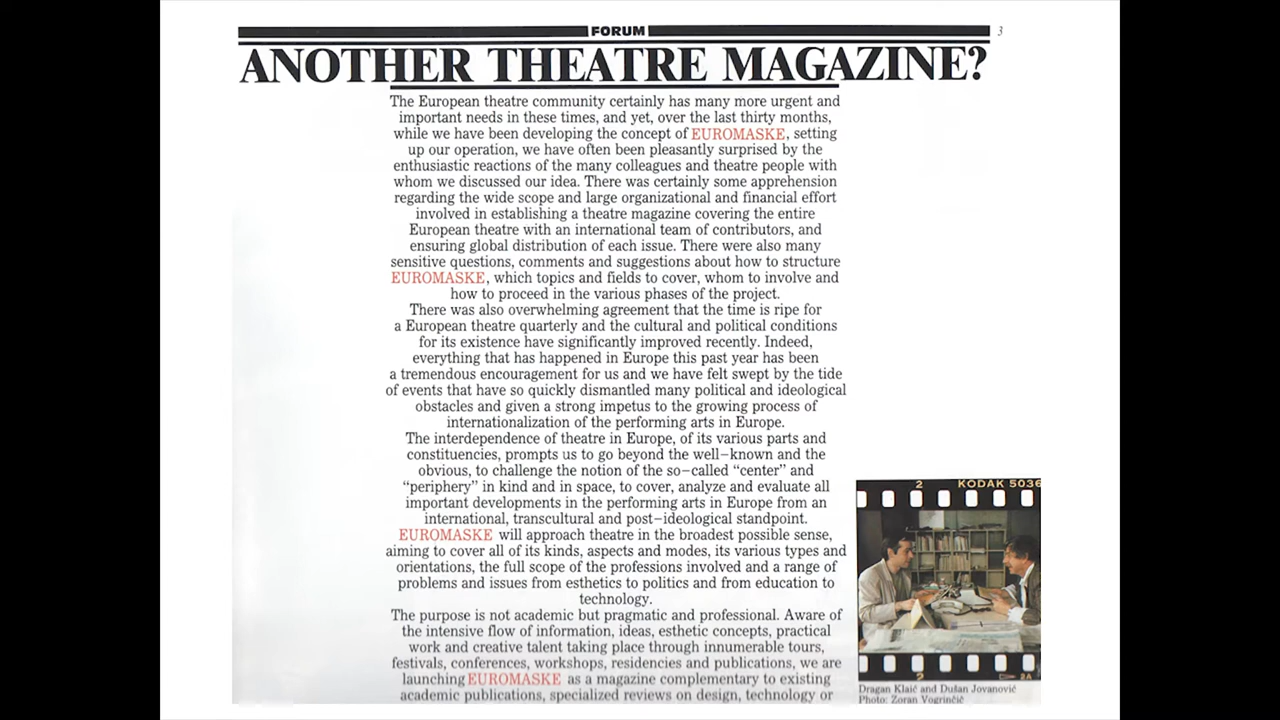 FORUM
3
ANOTHER THEATRE MAGAZINE?
The European theatre community certainly has many more urgent and
important needs in these times, and yet, over the last thirty months,
while we have been developing the concept of EUROMASKE, setting
up our operation, we have often been pleasantly surprised by the
enthusiastic reactions of the many colleagues and theatre people with
whom we discussed our idea. There was certainly some apprehension
regarding the wide scope and large organizational and financial effort
involved in establishing a theatre magazine covering the entire
European theatre with an international team of contributors, and
ensuring global distribution of each issue. There were also many
sensitive questions, comments and suggestions about how to structure
EUROMASKE, which topics and fields to cover, whom to involve and
how to proceed in the various phases of the project.
There was also overwhelming agreement that the time is ripe for
a European theatre quarterly and the cultural and political conditions
for its existence have significantly improved recently. Indeed,
everything that has happened in Europe this past year has been
a tremendous encouragement for us and we have felt swept by the tide
of events that have so quickly dismantled many political and ideological
obstacles and given a strong impetus to the growing process of
internationalization of the performing arts in Europe.
The interdependence of theatre in Europe, of its various parts and
constituencies, prompts us to go beyond the well–known and the
obvious, to challenge the notion of the so–called “center” and
“periphery” in kind and in space, to cover, analyze and evaluate all
important developments in the performing arts in Europe from an
international, transcultural and post–ideological standpoint.
EUROMASKE will approach theatre in the broadest possible sense,
aiming to cover all of its kinds, aspects and modes, its various types and
orientations, the full scope of the professions involved and a range of
problems and issues from esthetics to politics and from education to
technology.
The purpose is not academic but pragmatic and professional. Aware of
the intensive flow of information, ideas, esthetic concepts, practical
work and creative talent taking place through innumerable tours,
festivals, conferences, workshops, residencies and publications, we are
launching EUROMASKE as a magazine complementary to existing
academic publications, specialized reviews on design, technology or
2 KODAK 5036
2 2A
Dragan Klaić and Dušan Jovanović
Photo: Zoran Vogrinčič